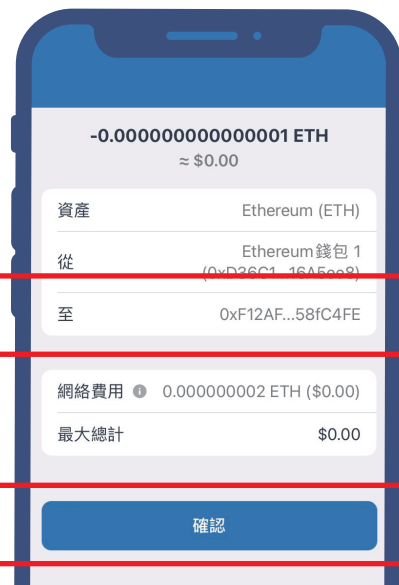 -0.000000000000001 ETH
≈ $0.00
資產 Ethereum (ETH)
從 Ethereum錢包 1
(0xD36C1...16A5ee8)
至 0xF12AF...58fC4FE
網絡費用 0.000000002 ETH ($0.00)
最大總計 $0.00
確認